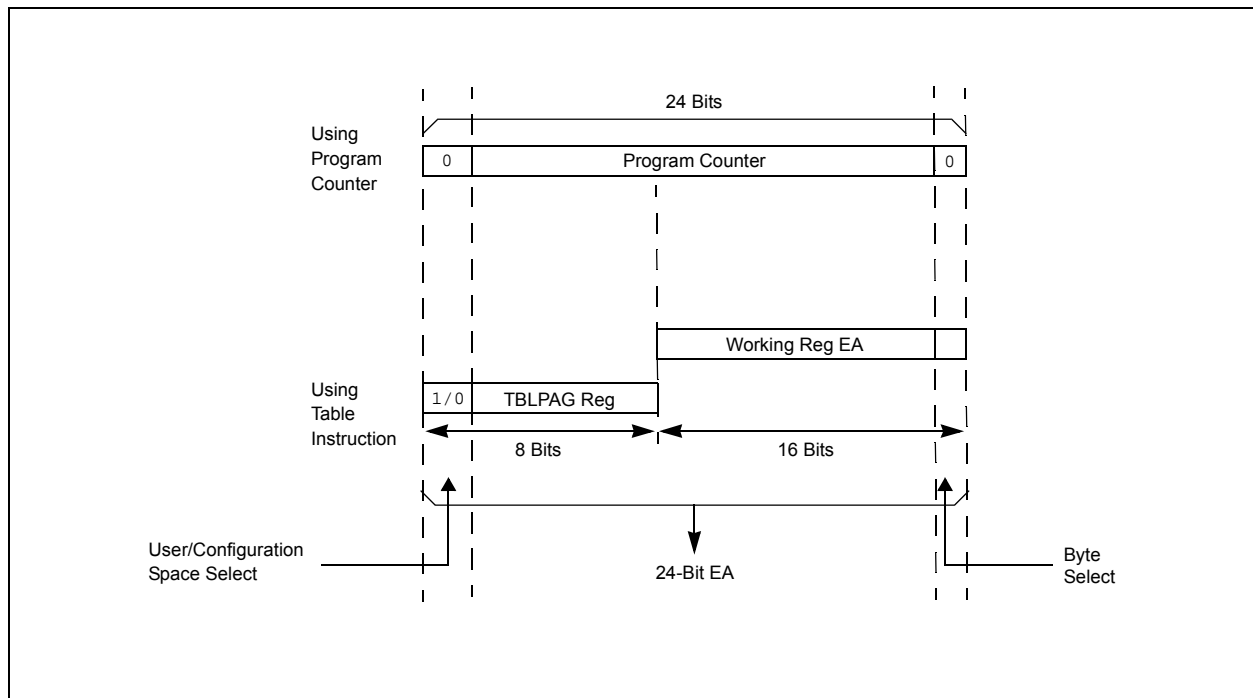 24 Bits
Using
Program
Counter
0
Program Counter
0
Working Reg EA
Using
Table
Instruction
1/0
TBLPAG Reg
8 Bits
16 Bits
User/Configuration
Space Select
24-Bit EA
Byte
Select